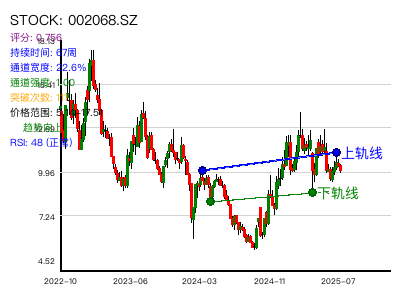 STOCK: 002068.SZ
评分: 0.756
持续时间: 67周
通道宽度: 22.6%
通道强度:
突破次数:
价格范围:
趋势向上
RSI: 48 (正常)
上轨线
下轨线
9.96
7.24
4.52
2022-10
2023-06
2024-03
2024-11
2025-07